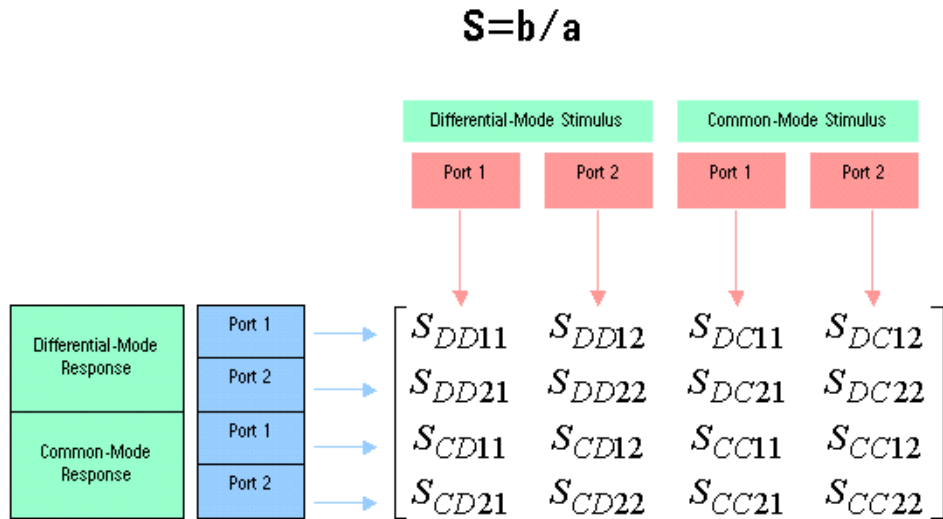 S=b/a
Differential-Mode Stimulus Common-Mode Stimulus
Port 1 Port 2 Port 1 Port 2
Differential-Mode
Response
Port 1
Port 2
Common-Mode
Response
Port 1
Port 2
S_DD11 S_DD12 S_DC11 S_DC12
S_DD21 S_DD22 S_DC21 S_DC22
S_CD11 S_CD12 S_CC11 S_CC12
S_CD21 S_CD22 S_CC21 S_CC22